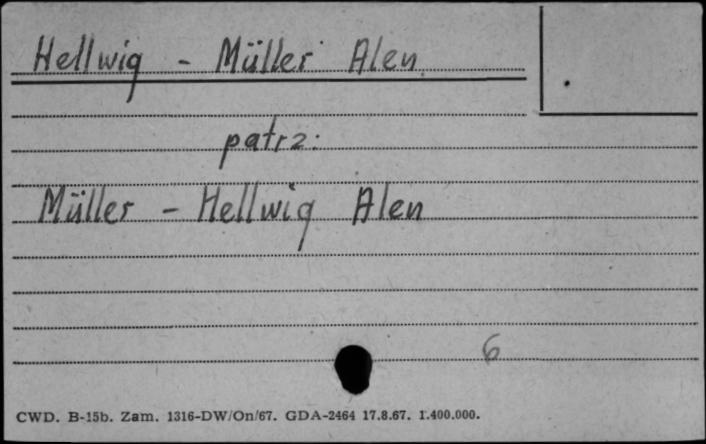 Hellwig - Müller Alen
patrz:
Müller - Hellwig Alen
6
CWD. B-15b. Zam. 1316-DW/On/67. GDA-2464 17.8.67. 1.400.000.